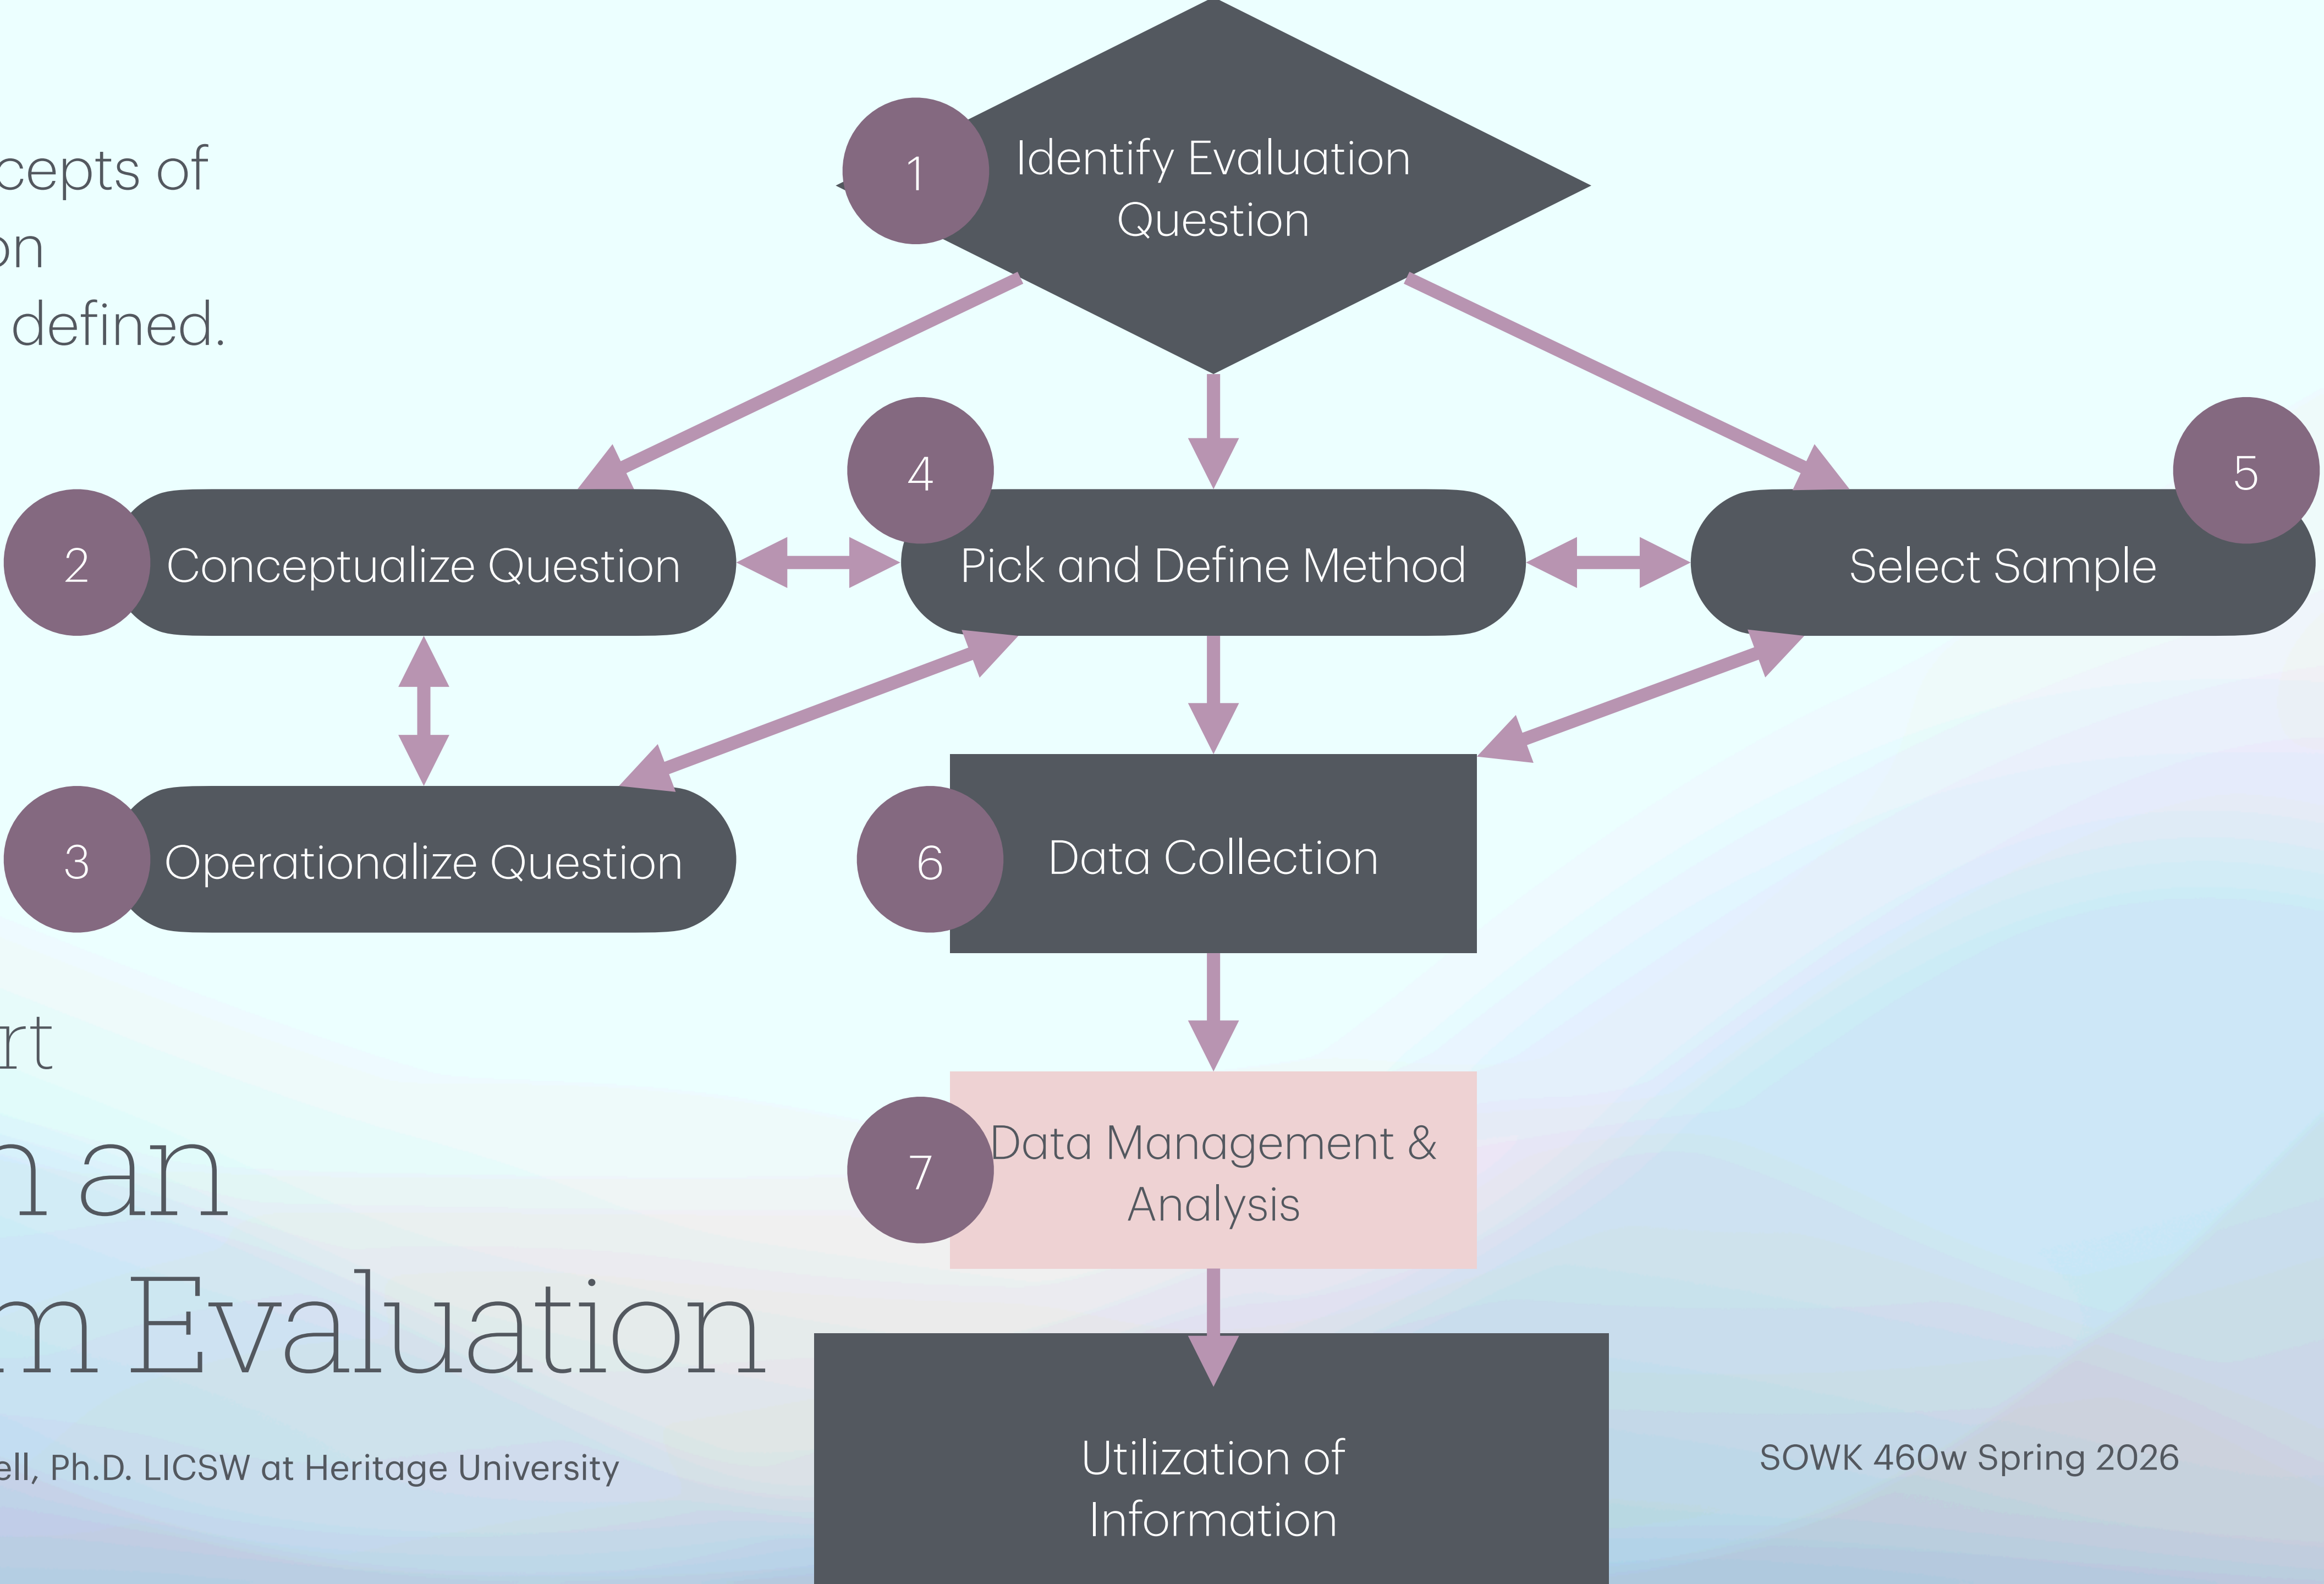 cepts of
on
defined.
1
Identify Evaluation
Question
2
Conceptualize Question
4
Pick and Define Method
5
Select Sample
3
Operationalize Question
6
Data Collection
7
Data Management &
Analysis
Utilization of
Information
rt
n an
m Evaluation
ell, Ph.D. LICSW at Heritage University
SOWK 460w Spring 2026